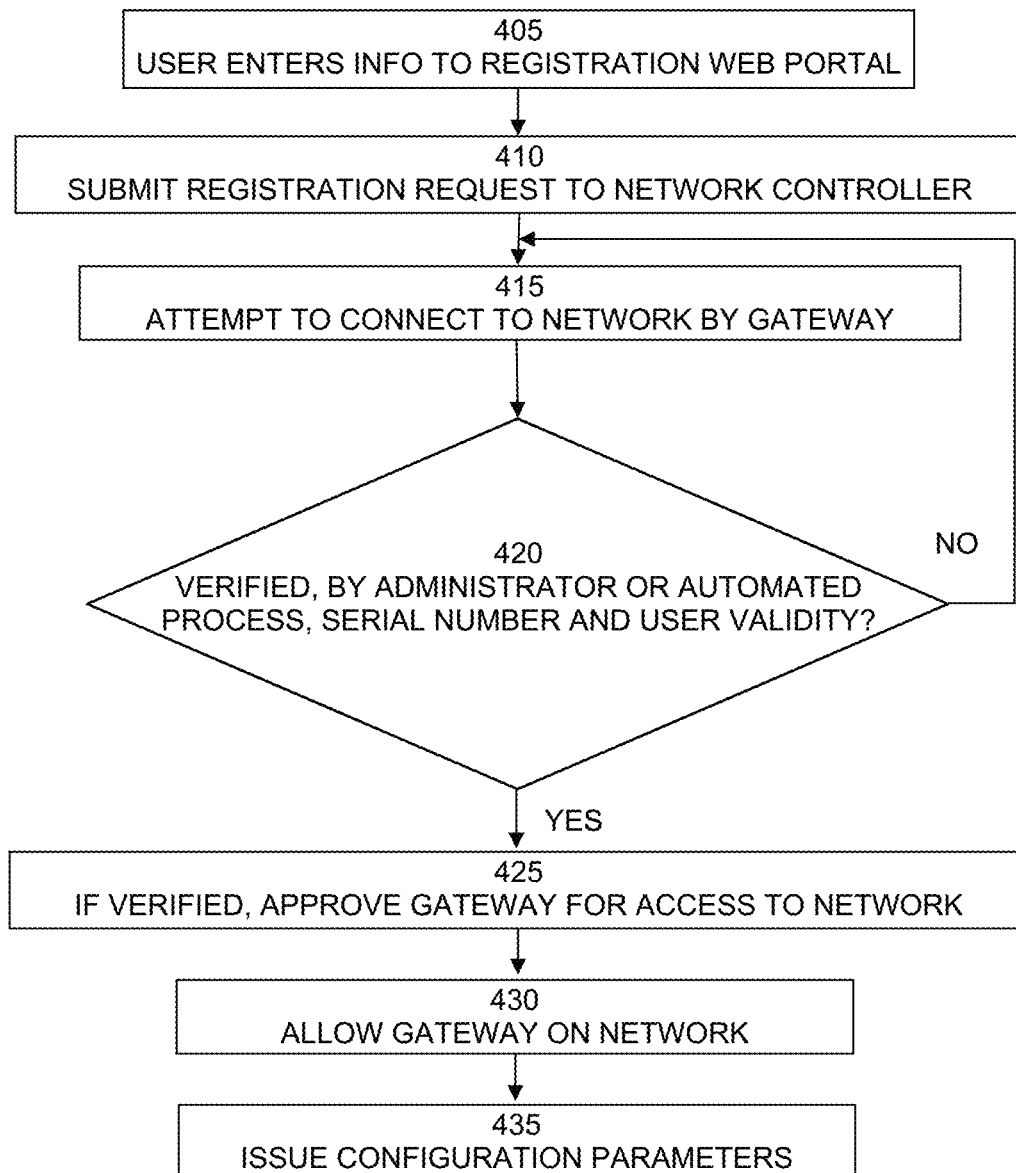 405
USER ENTERS INFO TO REGISTRATION WEB PORTAL
410
SUBMIT REGISTRATION REQUEST TO NETWORK CONTROLLER
415
ATTEMPT TO CONNECT TO NETWORK BY GATEWAY
NO
420
VERIFIED, BY ADMINISTRATOR OR AUTOMATED
PROCESS, SERIAL NUMBER AND USER VALIDITY?
YES
425
IF VERIFIED, APPROVE GATEWAY FOR ACCESS TO NETWORK
430
ALLOW GATEWAY ON NETWORK
435
ISSUE CONFIGURATION PARAMETERS